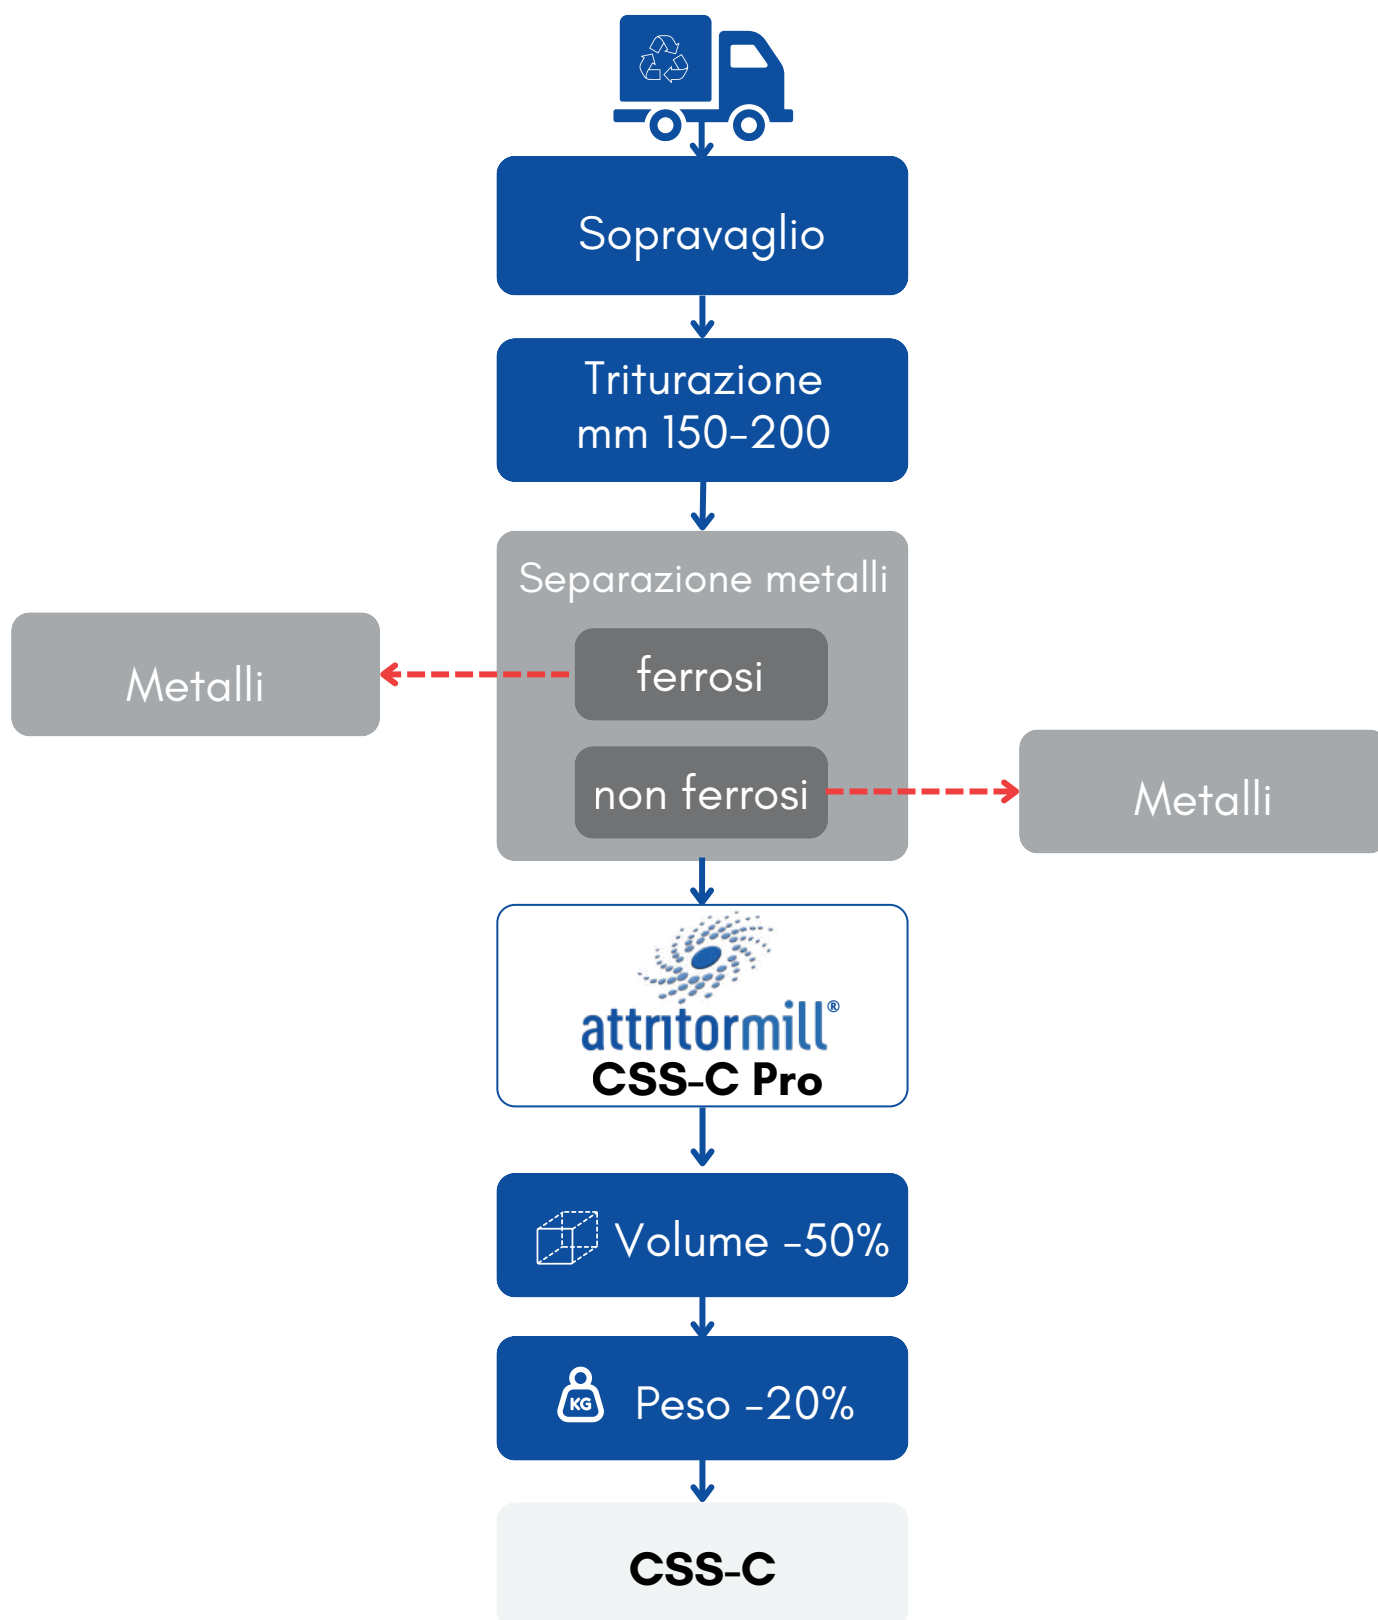 Sopravaglio
Triturazione
mm 150-200
Separazione metalli
ferrosi
Metalli
non ferrosi
Metalli
attritormill®
CSS-C Pro
Volume -50%
KG
Peso -20%
CSS-C